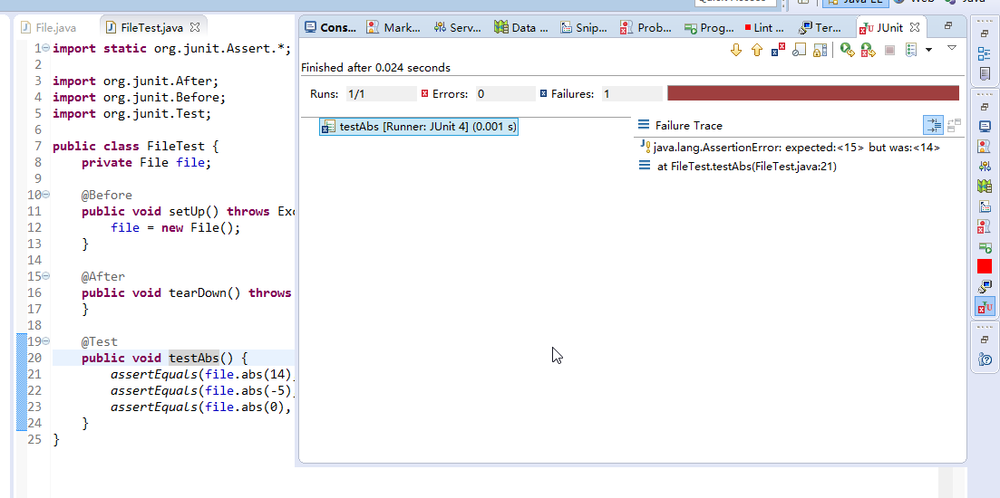 Quick Access
Java EE
Web
Java
File.java
FileTest.java
Cons...
Mark...
Serv...
Data ...
Snip...
Prob...
Prog...
Lint ...
Ter...
JUnit
Finished after 0.024 seconds
Runs: 1/1
Errors: 0
Failures: 1
testAbs [Runner: JUnit 4] (0.001 s)
Failure Trace
java.lang.AssertionError: expected:<15> but was:<14>
at FileTest.testAbs(FileTest.java:21)
1 import static org.junit.Assert.*;
2
3 import org.junit.After;
4 import org.junit.Before;
5 import org.junit.Test;
6
7 public class FileTest {
8 private File file;
9
10 @Before
11 public void setUp() throws Exc
12 file = new File();
13 }
14
15 @After
16 public void tearDown() throws
17 }
18
19 @Test
20 public void testAbs() {
21 assertEquals(file.abs(14),
22 assertEquals(file.abs(-5),
23 assertEquals(file.abs(0),
24 }
25 }